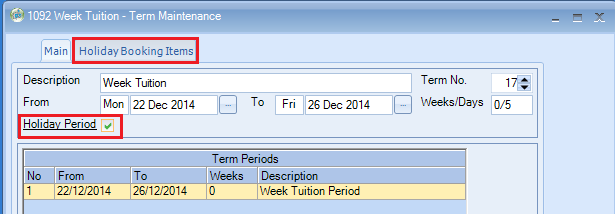 1092 Week Tuition - Term Maintenance
Main Holiday Booking Items
Description Week Tuition Term No. 17
From Mon 22 Dec 2014 ... To Fri 26 Dec 2014 ... Weeks/Days 0/5
Holiday Period
Term Periods
No From To Weeks Description
1 22/12/2014 26/12/2014 0 Week Tuition Period